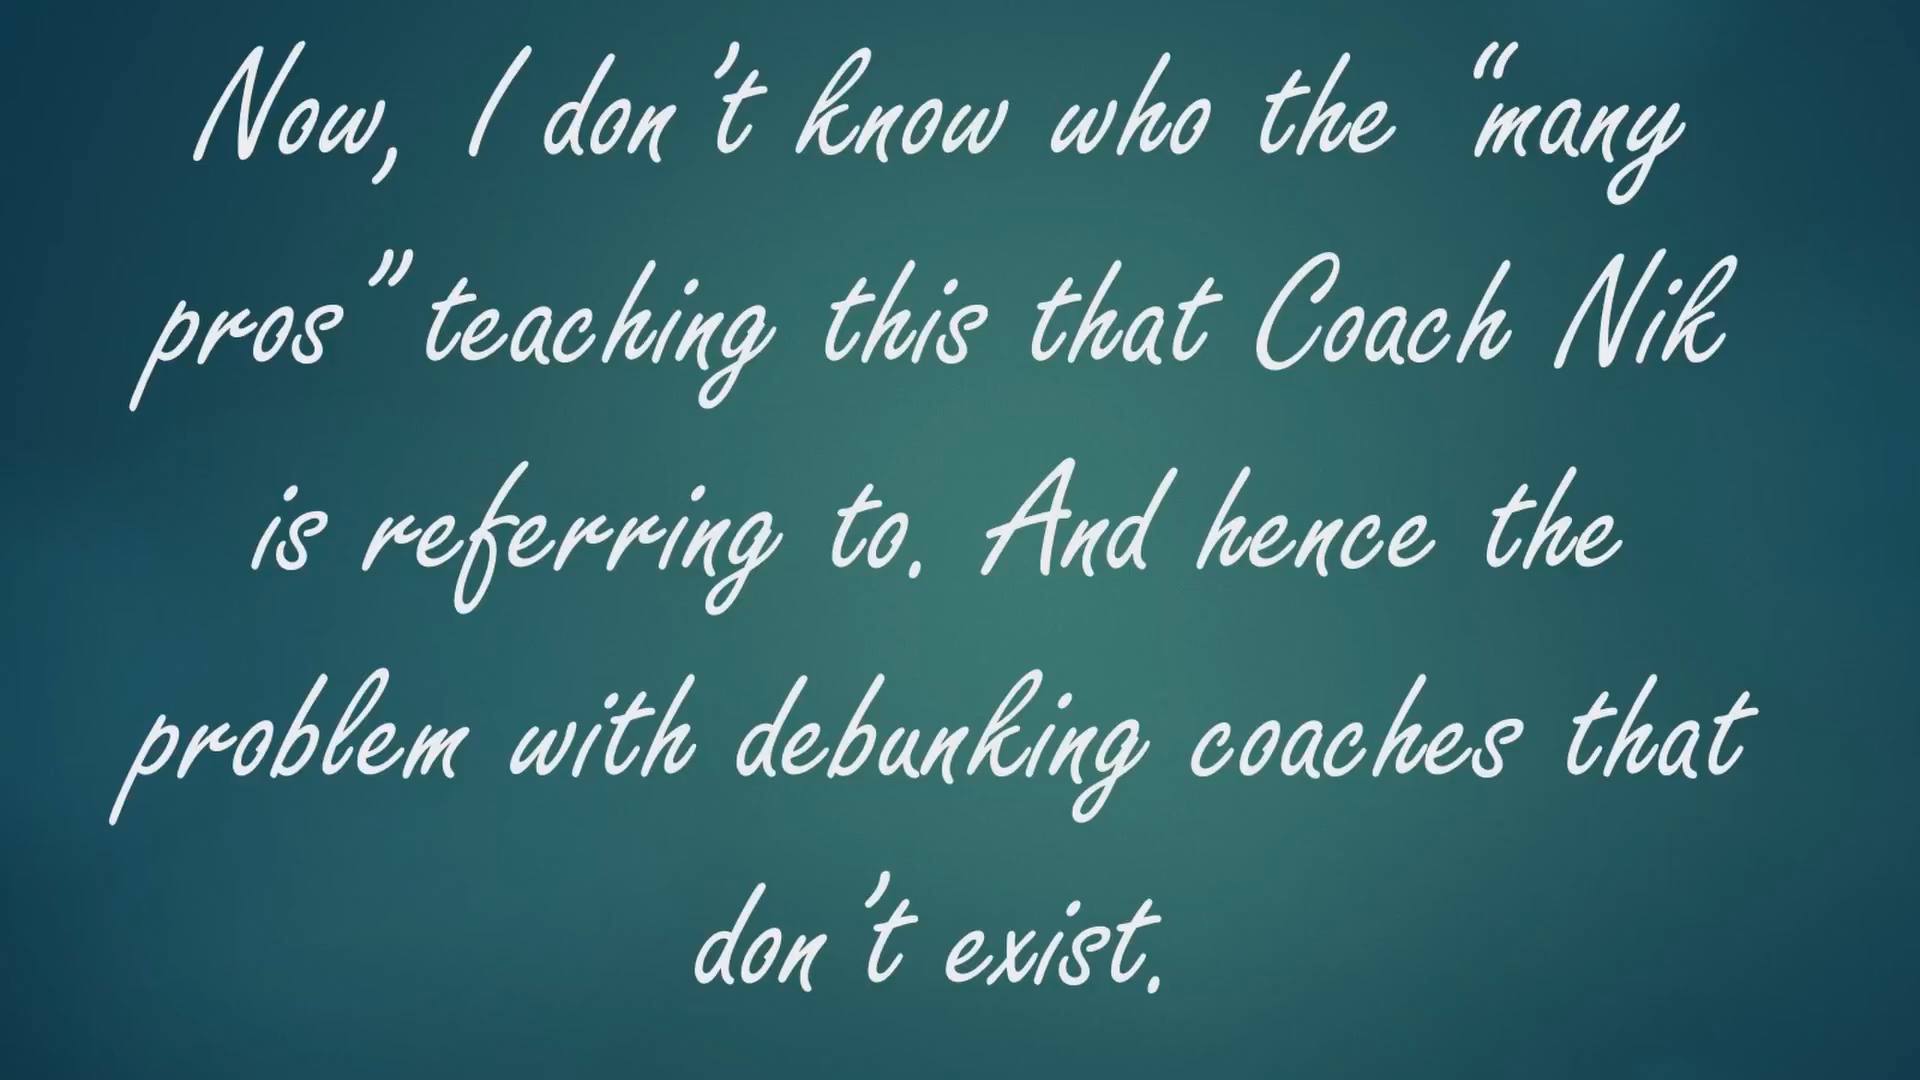 Now, I don't know who the "many
pros" teaching this that Coach Nik
is referring to. And hence the
problem with debunking coaches that
don't exist.